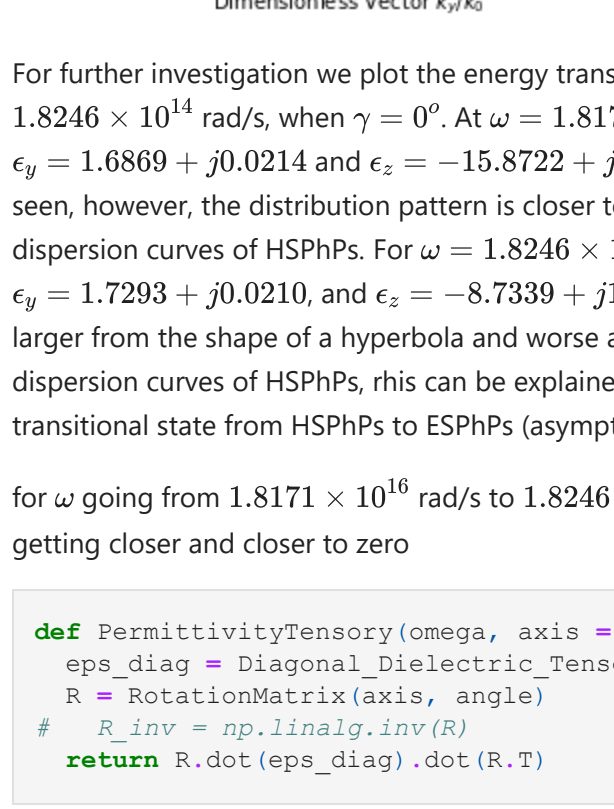 Dimensionless Vector k_y/k_0
For further investigation we plot the energy trans
1.8246 × 10^14 rad/s, when γ = 0^o. At ω = 1.817
ϵ_y = 1.6869 + j0.0214 and ϵ_z = −15.8722 + j
seen, however, the distribution pattern is closer t
dispersion curves of HSPhPs. For ω = 1.8246 × 1
ϵ_y = 1.7293 + j0.0210, and ϵ_z = −8.7339 + j1
larger from the shape of a hyperbola and worse a
dispersion curves of HSPhPs, rhis can be explaine
transitional state from HSPhPs to ESPhPs (asympt
for ω going from 1.8171 × 10^16 rad/s to 1.8246
getting closer and closer to zero
def PermittivityTensory(omega, axis =
  eps_diag = Diagonal_Dielectric_Tens
  R = RotationMatrix(axis, angle)
#   R_inv = np.linalg.inv(R)
  return R.dot(eps_diag).dot(R.T)